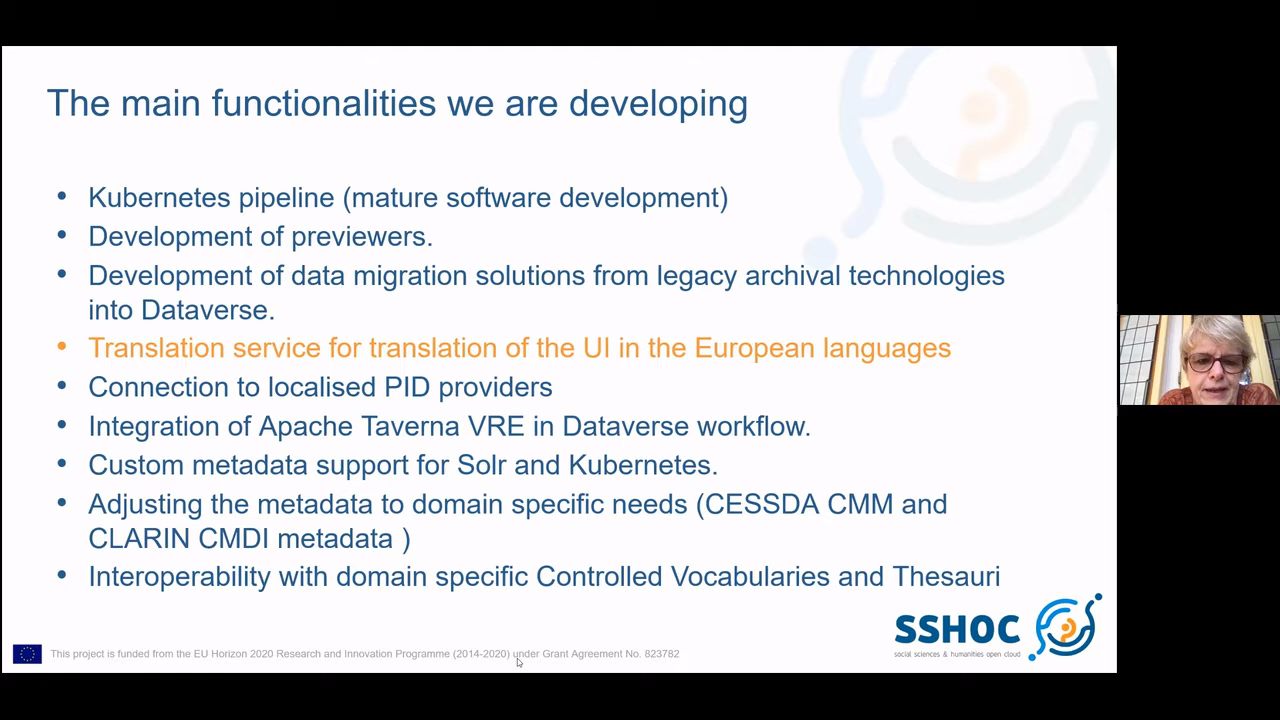 The main functionalities we are developing
• Kubernetes pipeline (mature software development)
• Development of previewers.
• Development of data migration solutions from legacy archival technologies
into Dataverse.
• Translation service for translation of the UI in the European languages
• Connection to localised PID providers
• Integration of Apache Taverna VRE in Dataverse workflow.
• Custom metadata support for Solr and Kubernetes.
• Adjusting the metadata to domain specific needs (CESSDA CMM and
CLARIN CMDI metadata )
• Interoperability with domain specific Controlled Vocabularies and Thesauri
SSHOC
social sciences & humanities open cloud
This project is funded from the EU Horizon 2020 Research and Innovation Programme (2014-2020) under Grant Agreement No. 823782